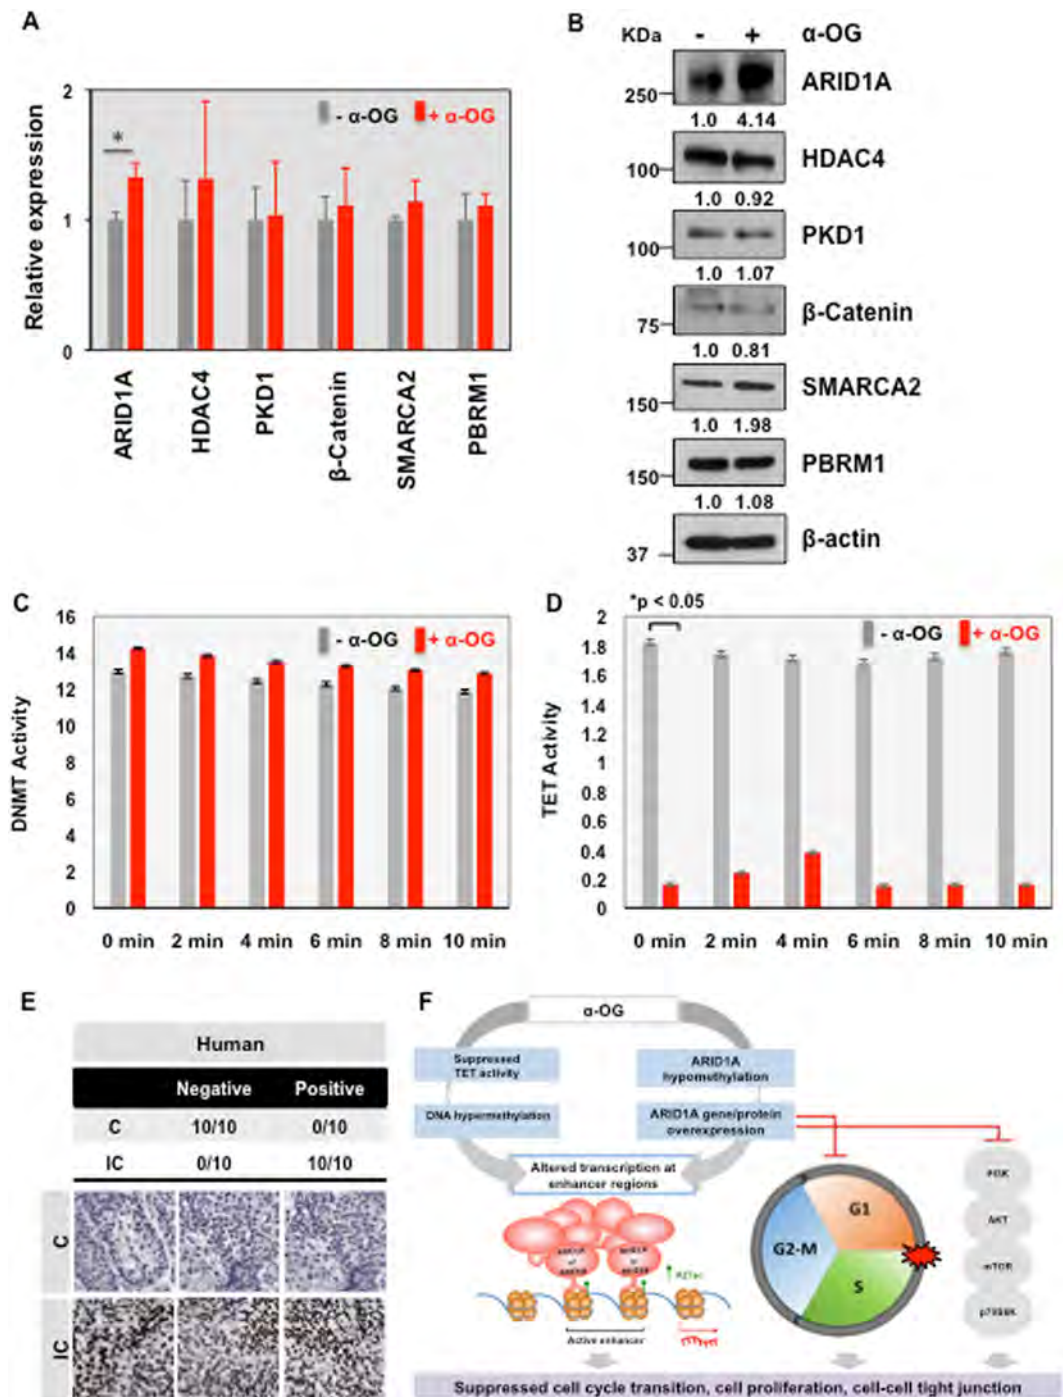 A
2
1
0
Relative expression
- α-OG + α-OG
*
ARID1A
HDAC4
PKD1
β-Catenin
SMARCA2
PBRM1
B
KDa - + α-OG
250 ARID1A
1.0 4.14
100 HDAC4
1.0 0.92
100 PKD1
1.0 1.07
75 β-Catenin
1.0 0.81
150 SMARCA2
1.0 1.98
150 PBRM1
1.0 1.08
37 β-actin
C
DNMT Activity
16
14
12
10
8
6
4
2
0
- α-OG + α-OG
0 min 2 min 4 min 6 min 8 min 10 min
D
*p < 0.05
TET Activity
2
1.8
1.6
1.4
1.2
1
0.8
0.6
0.4
0.2
0
- α-OG + α-OG
0 min 2 min 4 min 6 min 8 min 10 min
E
Human
Negative Positive
C 10/10 0/10
IC 0/10 10/10
C
IC
F
α-OG
Suppressed
TET activity
ARID1A
hypomethylation
DNA hypermethylation
ARID1A gene/protein
overexpression
Altered transcription at
enhancer regions
Active enhancer
G1
G2-M
S
AKT
mTOR
Suppressed cell cycle transition, cell proliferation, cell-cell tight junction